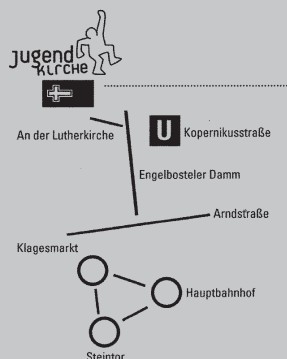 jugend
kirche
An der Lutherkirche
U Kopernikusstraße
Engelbosteler Damm
Arndstraße
Klagesmarkt
Hauptbahnhof
Steintor